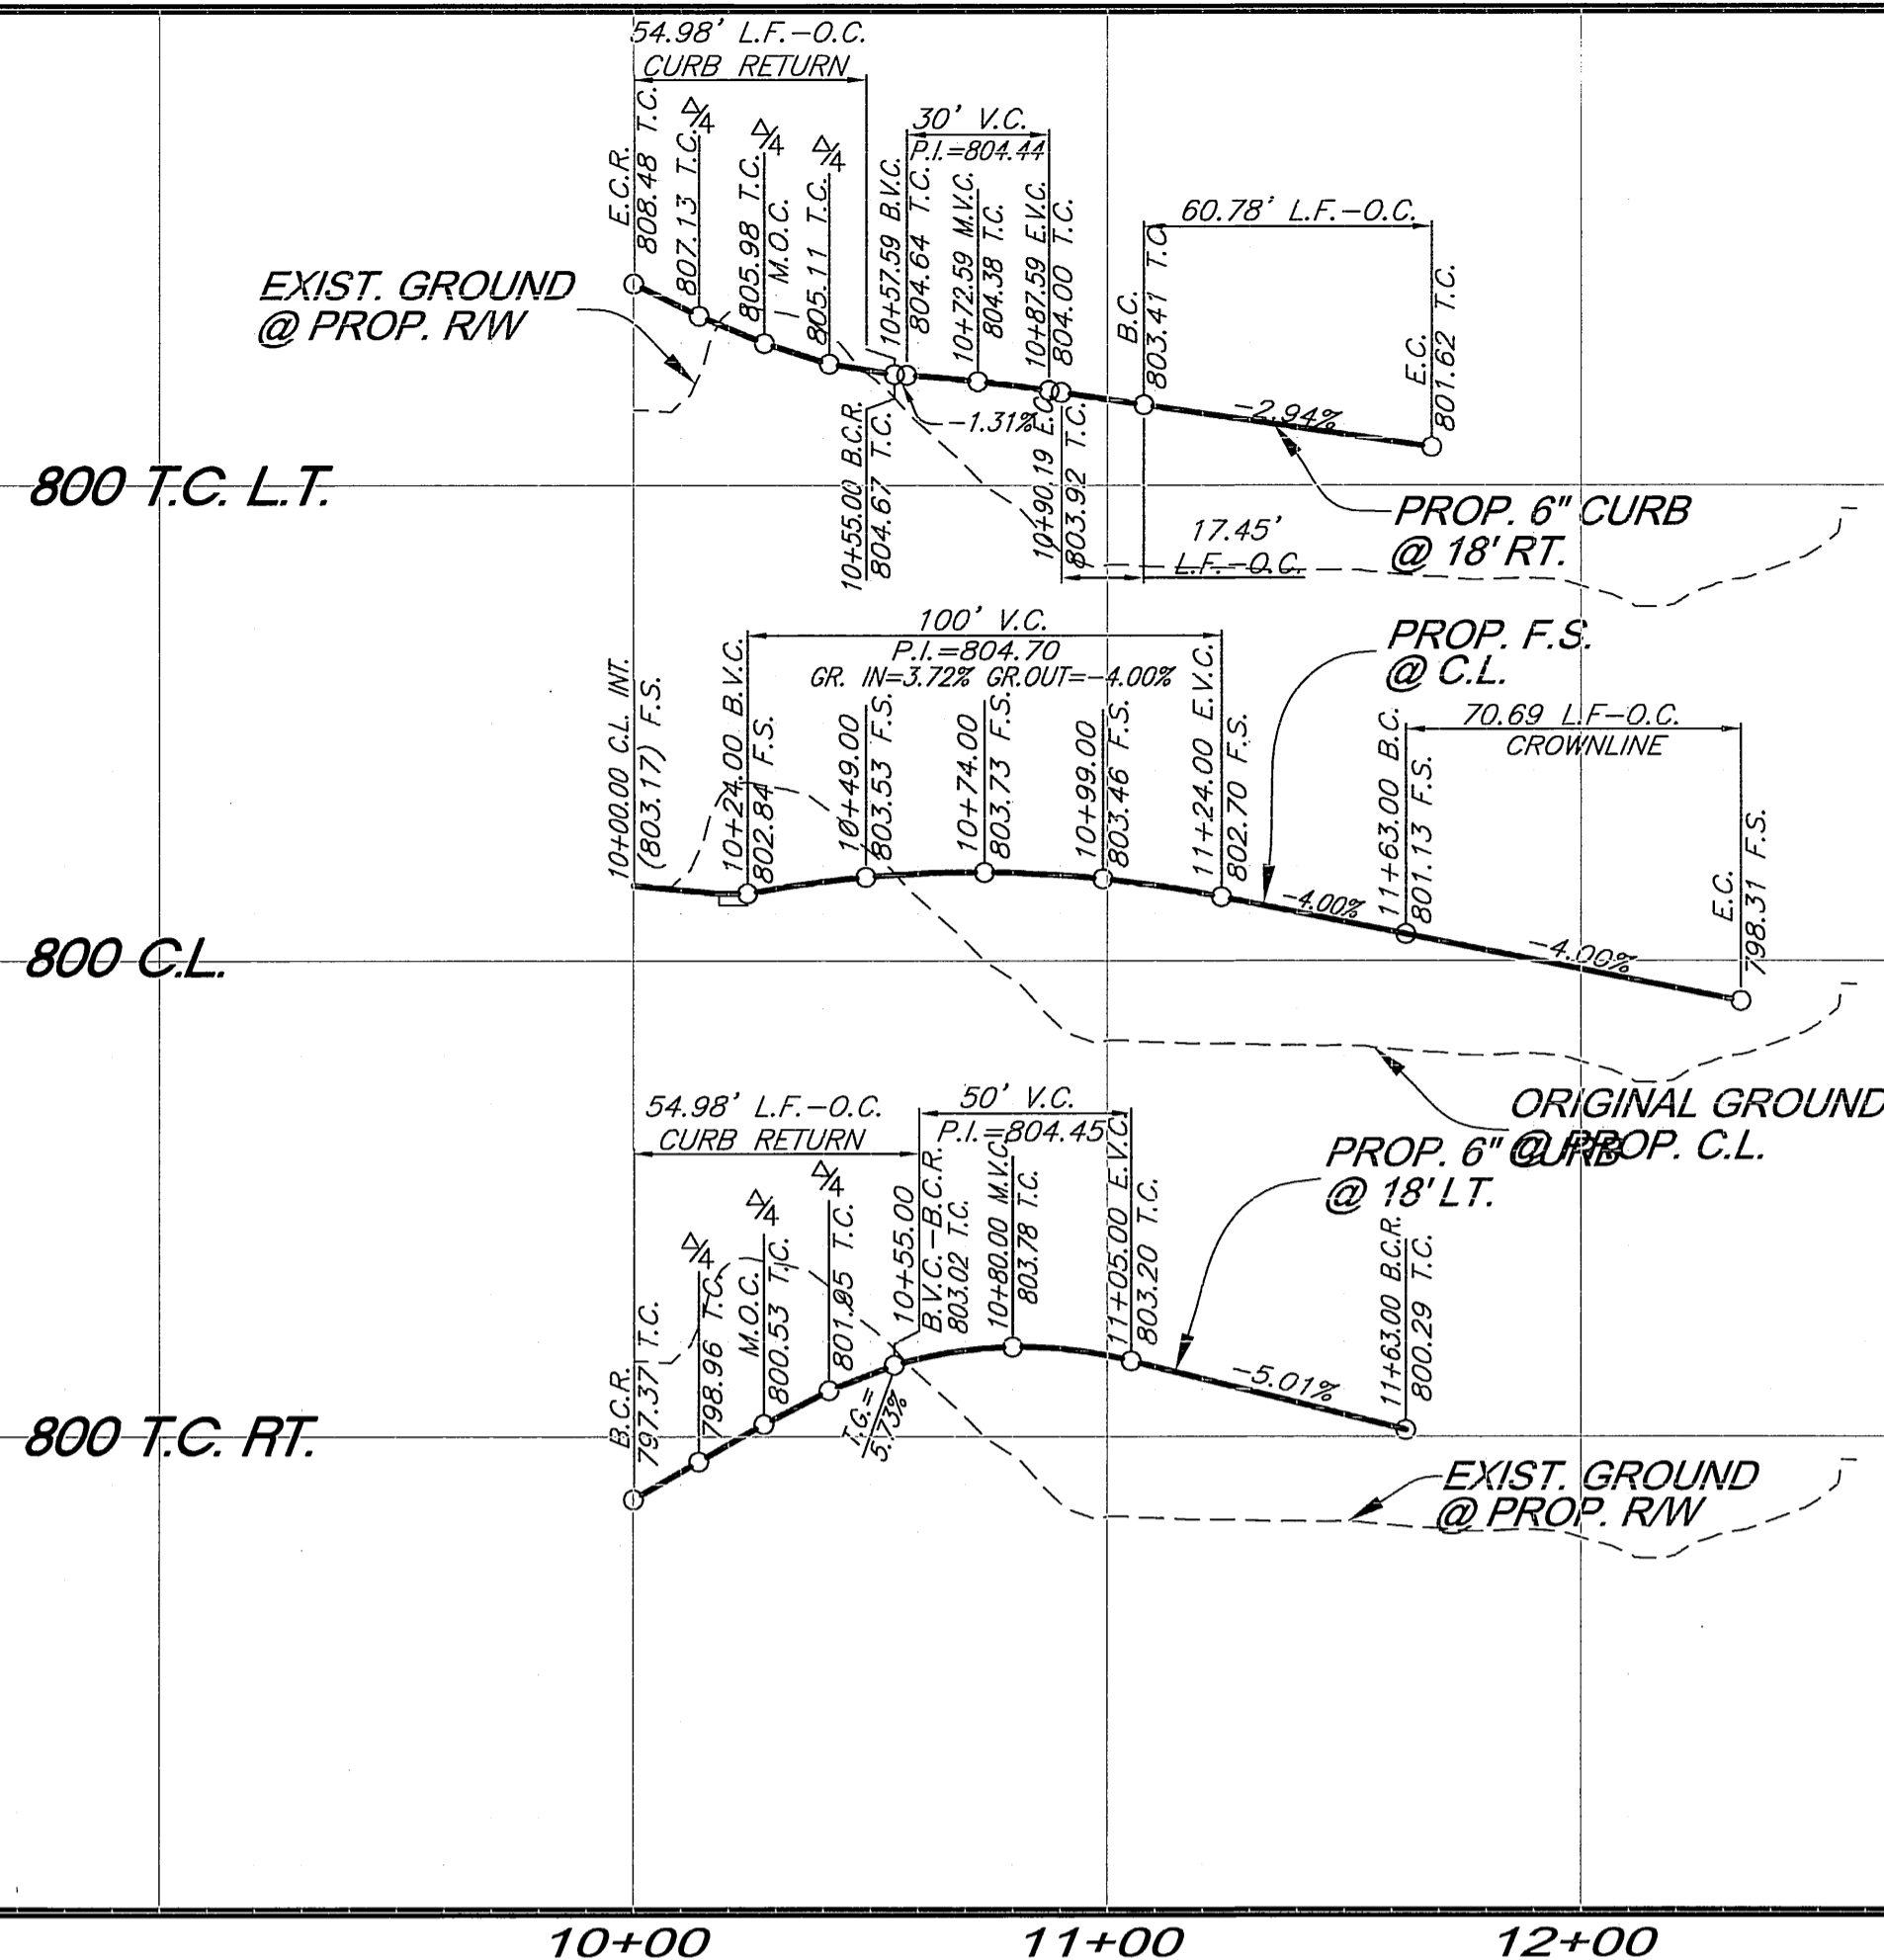 54.98' L.F.-O.C.
CURB RETURN
E.C.R.
808.48 T.C.
807.13 T.C.
Δ/4
805.98 T.C.
M.O.C.
Δ/4
805.11 T.C.
Δ/4
10+55.00 B.C.R.
804.67 T.C.
10+57.59 B.V.C.
804.64 T.C.
30' V.C.
P.I.=804.44
10+72.59 M.V.C.
804.38 T.C.
10+87.59 E.V.C.
804.00 T.C.
-1.31%
10+90.19 E.C.
803.92 T.C.
17.45'
L.F.-O.C.
B.C.
803.41 T.C.
60.78' L.F.-O.C.
-2.94%
E.C.
801.62 T.C.
EXIST. GROUND
@ PROP. R/W
PROP. 6" CURB
@ 18' RT.
800 T.C. L.T.
10+00.00 C.L. INT.
(803.17) F.S.
10+24.00 B.V.C.
802.84 F.S.
100' V.C.
P.I.=804.70
GR. IN=3.72% GR.OUT=-4.00%
10+49.00
803.53 F.S.
10+74.00
803.73 F.S.
10+99.00
803.46 F.S.
11+24.00 E.V.C.
802.70 F.S.
PROP. F.S.
@ C.L.
-4.00%
11+63.00 B.C.
801.13 F.S.
70.69 L.F-O.C.
CROWNLINE
-4.00%
E.C.
798.31 F.S.
800 C.L.
ORIGINAL GROUND
@ PROP. C.L.
54.98' L.F.-O.C.
CURB RETURN
B.C.R.
797.37 T.C.
798.96 T.C.
Δ/4
M.O.C.
800.53 T.C.
Δ/4
801.95 T.C.
Δ/4
T.G.=
5.73%
10+55.00
B.V.C.-B.C.R.
803.02 T.C.
50' V.C.
P.I.=804.45
10+80.00 M.V.C.
803.78 T.C.
11+05.00 E.V.C.
803.20 T.C.
PROP. 6" CURB
@ 18' LT.
-5.01%
11+63.00 B.C.R.
800.29 T.C.
800 T.C. RT.
EXIST. GROUND
@ PROP. R/W
10+00
11+00
12+00